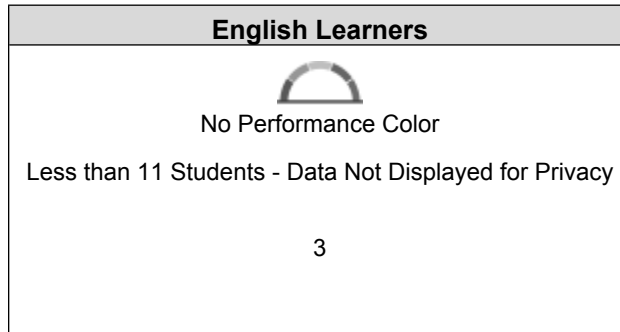 English Learners
No Performance Color
Less than 11 Students - Data Not Displayed for Privacy
3